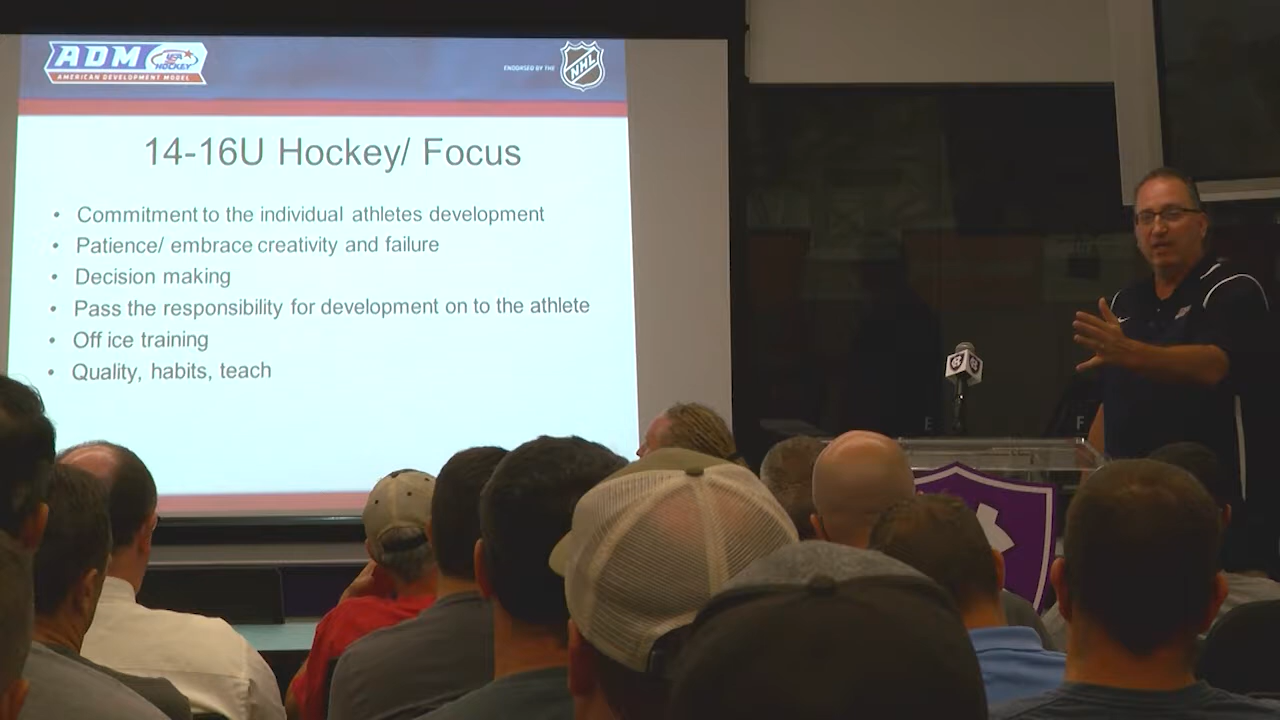 ADM
USA
HOCKEY
AMERICAN DEVELOPMENT MODEL
ENDORSED BY THE
NHL
14-16U Hockey/ Focus
• Commitment to the individual athletes development
• Patience/ embrace creativity and failure
• Decision making
• Pass the responsibility for development on to the athlete
• Off ice training
• Quality, habits, teach
E
F